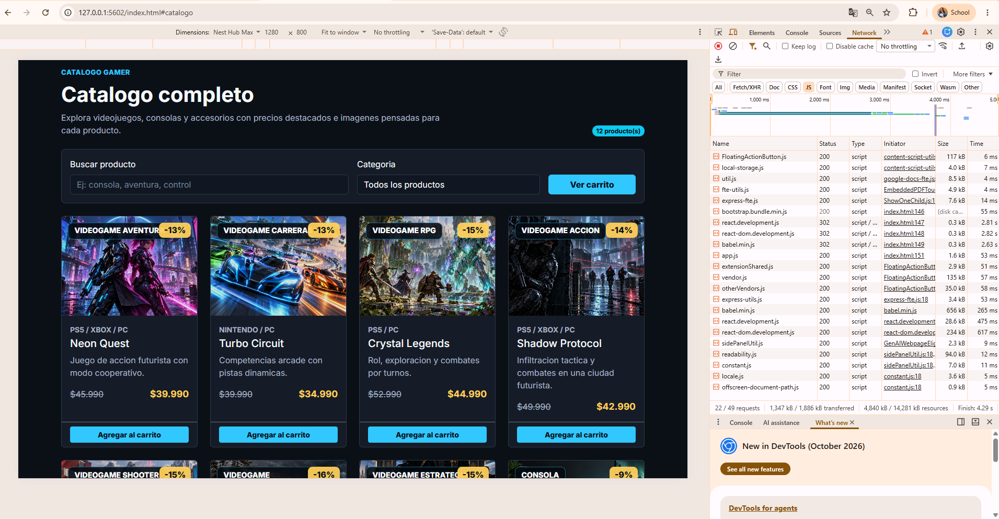 127.0.0.1:5602/index.html#catalogo
School
Dimensions: Nest Hub Max 1280 × 800 Fit to window No throttling 'Save-Data': default
Elements Console Sources Network 1
Keep log Disable cache No throttling
Filter Invert More filters
All Fetch/XHR Doc CSS JS Font Img Media Manifest Socket Wasm Other
1,000 ms 2,000 ms 3,000 ms 4,000 ms 5,0
Name Status Type Initiator Size Time
FloatingActionButton.js 200 script content-script-utils 117 kB 6 ms
local-storage.js 200 script content-script-utils 4.0 kB 7 ms
util.js 200 script google-docs-fte.js: 8.5 kB 4 ms
fte-utils.js 200 script EmbeddedPDFTou 4.9 kB 4 ms
express-fte.js 200 script ShowOneChild.js:1 7.6 kB 14 ms
bootstrap.bundle.min.js 200 script index.html:146 (disk ca... 55 ms
react.development.js 302 script / ... index.html:147 0.3 kB 2.81 s
react-dom.development.js 302 script / ... index.html:148 0.3 kB 2.82 s
babel.min.js 302 script / ... index.html:149 0.3 kB 2.63 s
app.js 200 script index.html:151 1.6 kB 53 ms
extensionShared.js 200 script FloatingActionButt 2.9 kB 51 ms
vendor.js 200 script FloatingActionButt 135 kB 57 ms
otherVendors.js 200 script FloatingActionButt 35.0 kB 58 ms
express-utils.js 200 script express-fte.js:18 3.4 kB 53 ms
babel.min.js 200 script babel.min.js 656 kB 265 ms
react.development.js 200 script react.development 28.6 kB 475 ms
react-dom.development.js 200 script react-dom.develop 234 kB 617 ms
sidePanelUtil.js 200 script GenAIWebpageElig 2.3 kB 9 ms
readability.js 200 script sidePanelUtil.js:18.. 94.0 kB 12 ms
constant.js 200 script sidePanelUtil.js:18.. 7.0 kB 11 ms
locale.js 200 script constant.js:18 3.6 kB 5 ms
offscreen-document-path.js 200 script constant.js:18 0.9 kB 5 ms
22 / 49 requests 1,347 kB / 1,886 kB transferred 4,840 kB / 14,281 kB resources Finish: 4.29 s
Console AI assistance What's new
New in DevTools (October 2026)
See all new features
DevTools for agents
CATALOGO GAMER
Catalogo completo
Explora videojuegos, consolas y accesorios con precios destacados e imagenes pensadas para
cada producto.
12 producto(s)
Buscar producto
Categoria
Ej: consola, aventura, control
Todos los productos
Ver carrito
VIDEOGAME AVENTUR -13%
PS5 / XBOX / PC
Neon Quest
Juego de accion futurista con
modo cooperativo.
$45.990 $39.990
Agregar al carrito
VIDEOGAME CARRERA -13%
NINTENDO / PC
Turbo Circuit
Competencias arcade con
pistas dinamicas.
$39.990 $34.990
Agregar al carrito
VIDEOGAME RPG -15%
PS5 / PC
Crystal Legends
Rol, exploracion y combates
por turnos.
$52.990 $44.990
Agregar al carrito
VIDEOGAME ACCION -14%
PS5 / XBOX / PC
Shadow Protocol
Infiltracion tactica y
combates en una ciudad
futurista.
$49.990 $42.990
Agregar al carrito
VIDEOGAME SHOOTER -15%
VIDEOGAME -16%
VIDEOGAME ESTRATEG -15%
CONSOLA -9%